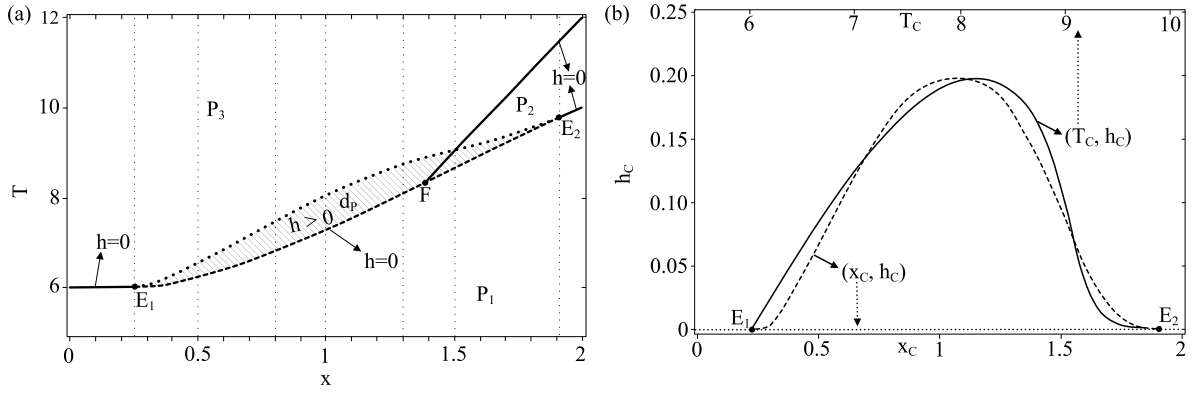 (a)
12
10
8
6
T
0
0.5
1
1.5
2
x
P3
P2
P1
h=0
h=0
h=0
h > 0
dP
E1
E2
F
(b)
6
7
TC
8
9
10
0.25
0.20
0.15
0.10
0.05
0
hC
(TC, hC)
(xC, hC)
E1
E2
0
0.5
xC
1
1.5
2